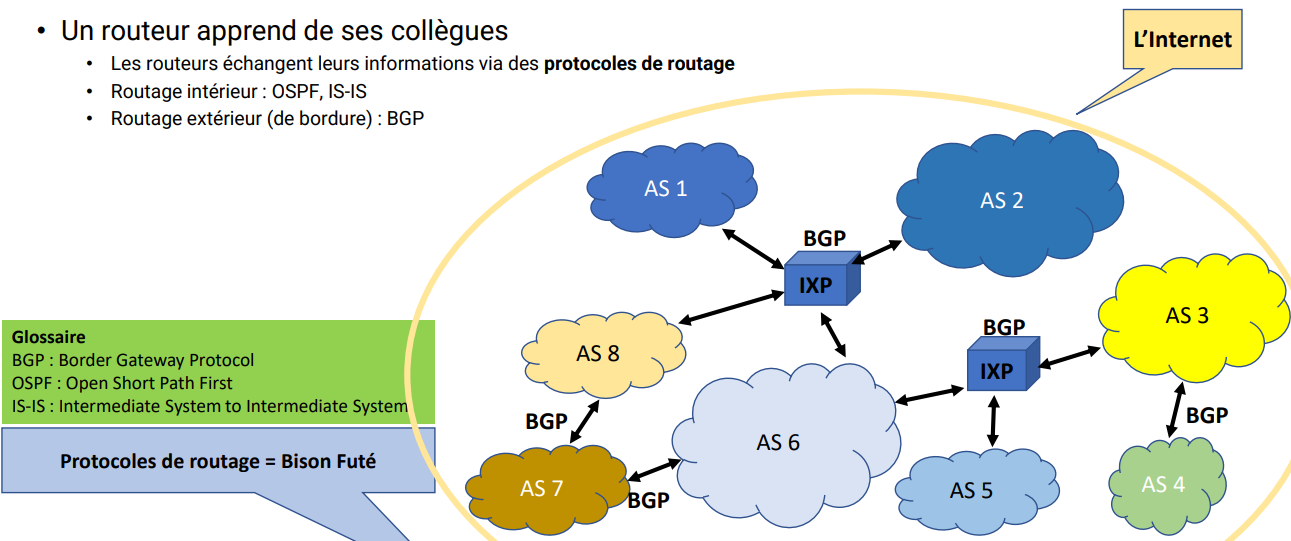 • Un routeur apprend de ses collègues
• Les routeurs échangent leurs informations via des protocoles de routage
• Routage intérieur : OSPF, IS-IS
• Routage extérieur (de bordure) : BGP
L'Internet
AS 1
AS 2
BGP
IXP
AS 3
BGP
IXP
AS 8
Glossaire
BGP : Border Gateway Protocol
OSPF : Open Short Path First
IS-IS : Intermediate System to Intermediate System
BGP
BGP
AS 6
Protocoles de routage = Bison Futé
AS 7
BGP
AS 5
AS 4